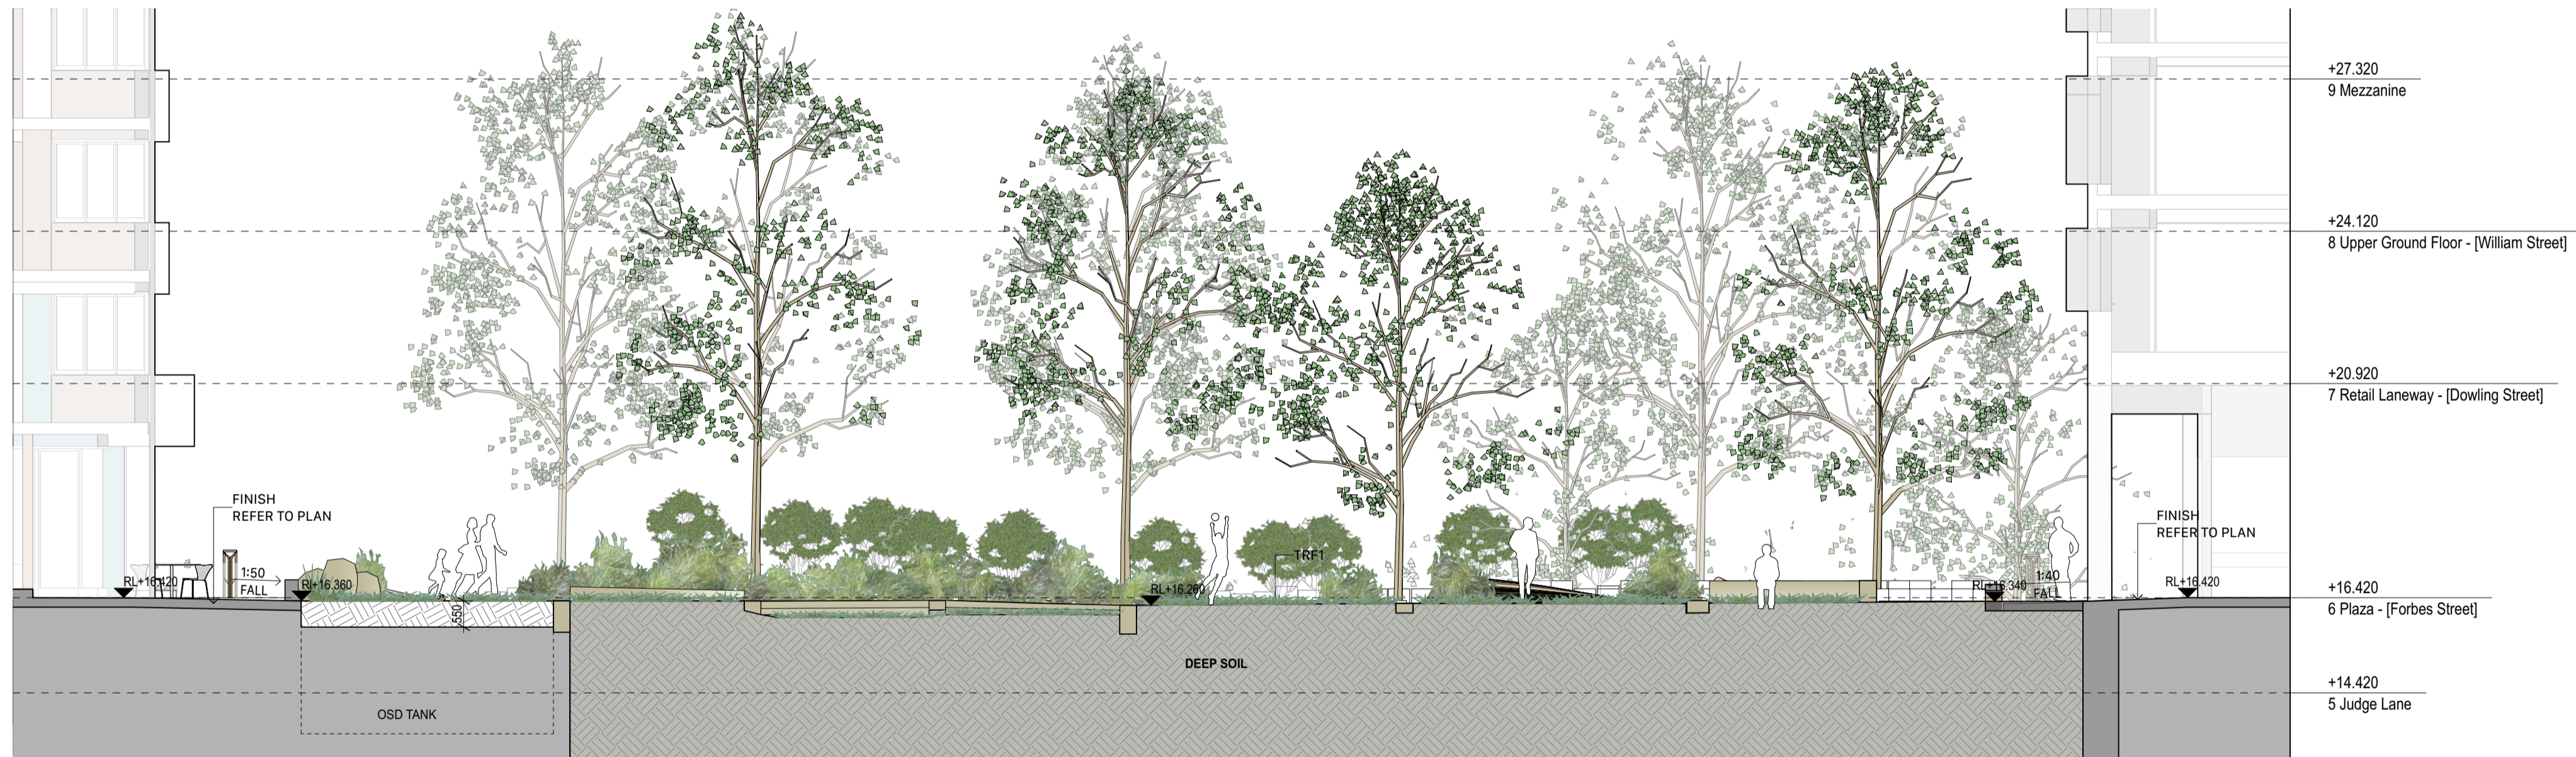 +27.320
9 Mezzanine
+24.120
8 Upper Ground Floor - [William Street]
+20.920
7 Retail Laneway - [Dowling Street]
FINISH
REFER TO PLAN
FINISH
REFER TO PLAN
TRF1
RL+16.420
1:50
FALL
RL+16.360
550
RL+16.260
RL+16.340
1:40
FALL
RL+16.420
+16.420
6 Plaza - [Forbes Street]
DEEP SOIL
OSD TANK
+14.420
5 Judge Lane